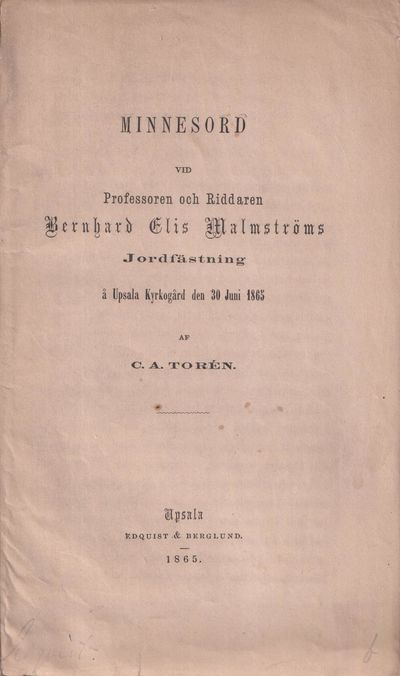 MINNESORD
VID
Professoren och Riddaren
Bernhard Elis Malmströms
Jordfästning
å Upsala Kyrkogård den 30 Juni 1865
AF
C. A. TORÉN.
Upsala
EDQUIST & BERGLUND.
1865.